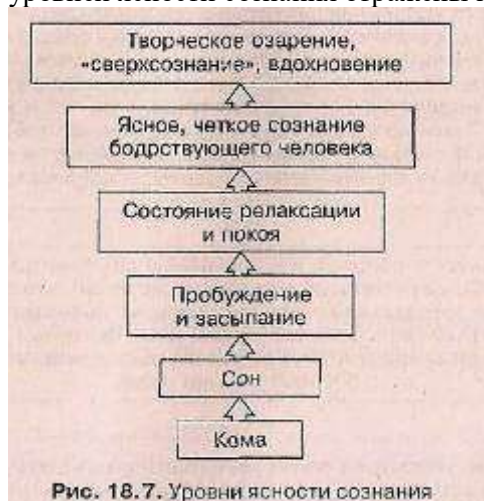 Творческое озарение,
«сверхсознание», вдохновение
Ясное, четкое сознание
бодрствующего человека
Состояние релаксации
и покоя
Пробуждение
и засыпание
Сон
Кома
Рис. 18.7. Уровни ясности сознания